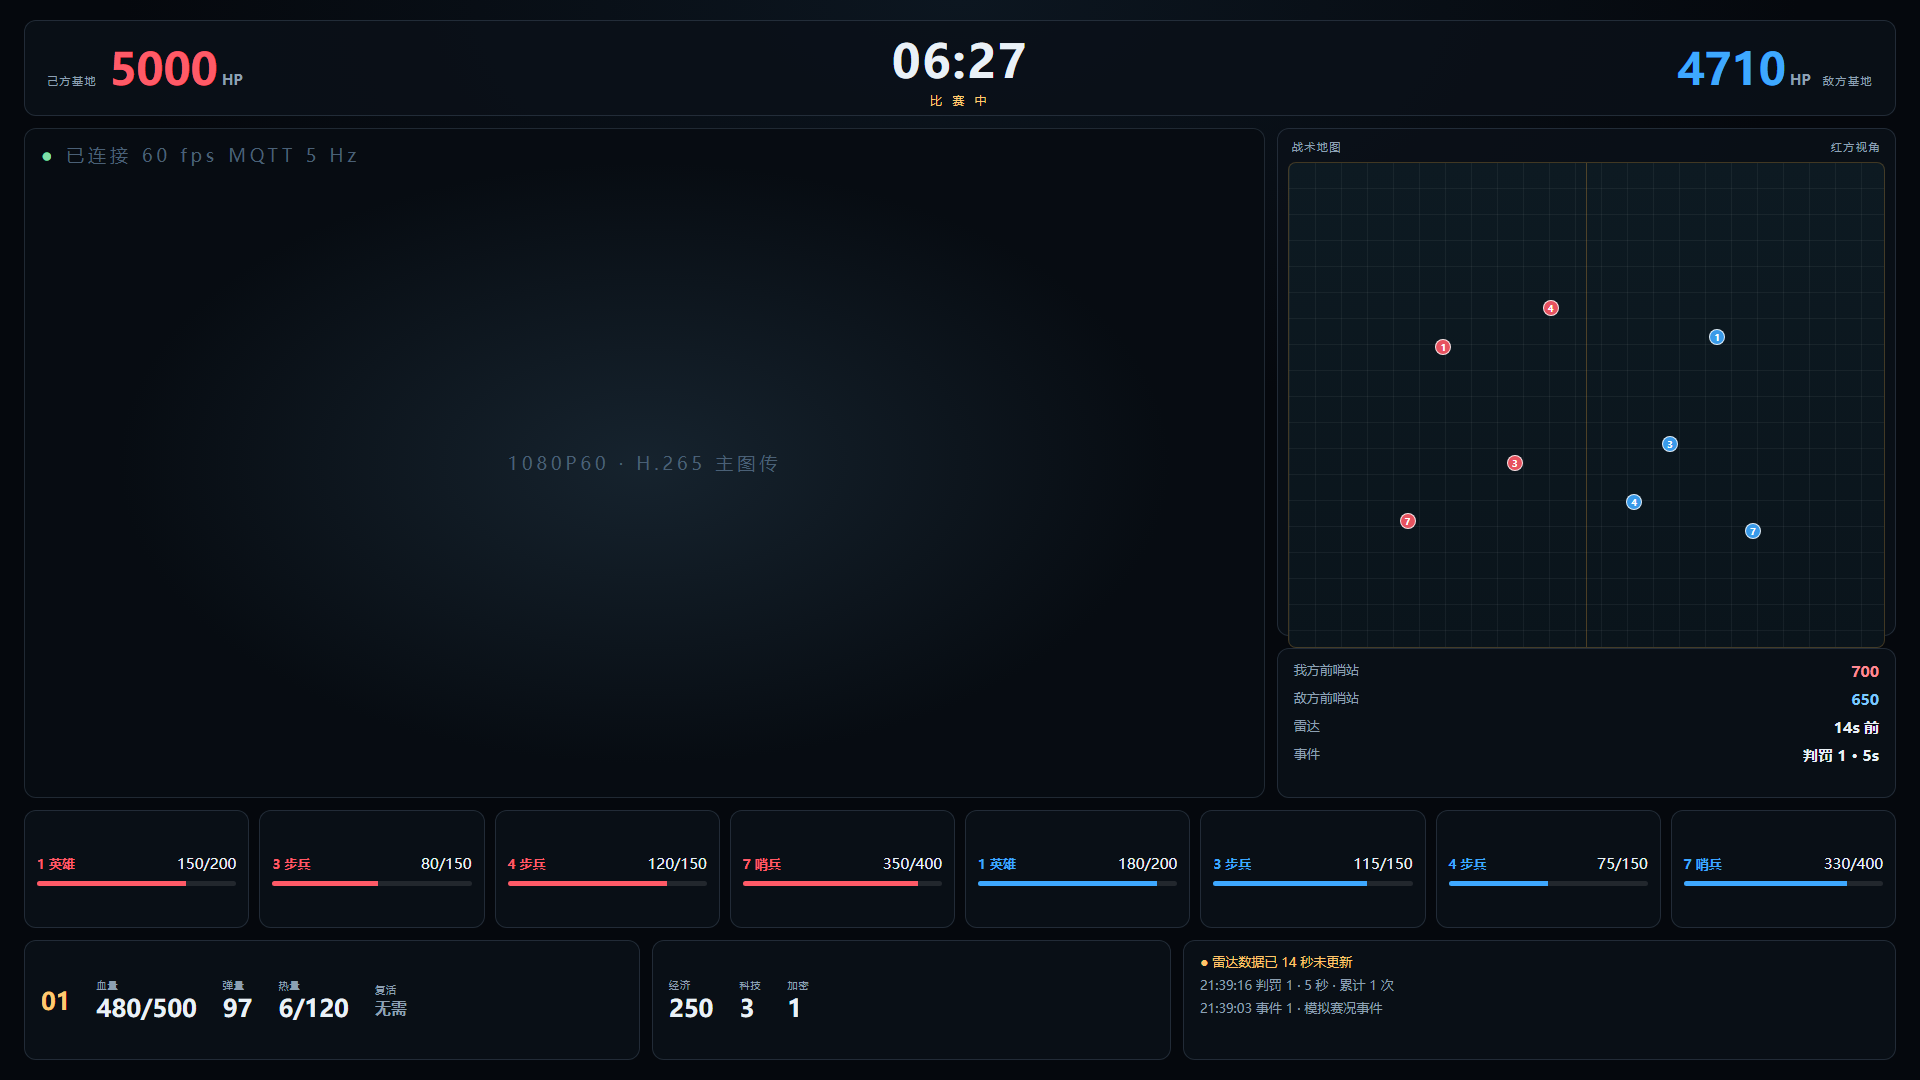 己方基地 5000 HP
06:27
比赛中
4710 HP 敌方基地
● 已连接 60 fps MQTT 5 Hz
1080P60 · H.265 主图传
战术地图 红方视角
4
1
1
3
3
4
7
7
我方前哨站 700
敌方前哨站 650
雷达 14s 前
事件 判罚 1 • 5s
1 英雄 150/200
3 步兵 80/150
4 步兵 120/150
7 哨兵 350/400
1 英雄 180/200
3 步兵 115/150
4 步兵 75/150
7 哨兵 330/400
01
血量 480/500
弹量 97
热量 6/120
复活 无需
经济 250
科技 3
加密 1
● 雷达数据已 14 秒未更新
21:39:16 判罚 1 · 5 秒 · 累计 1 次
21:39:03 事件 1 · 模拟赛况事件